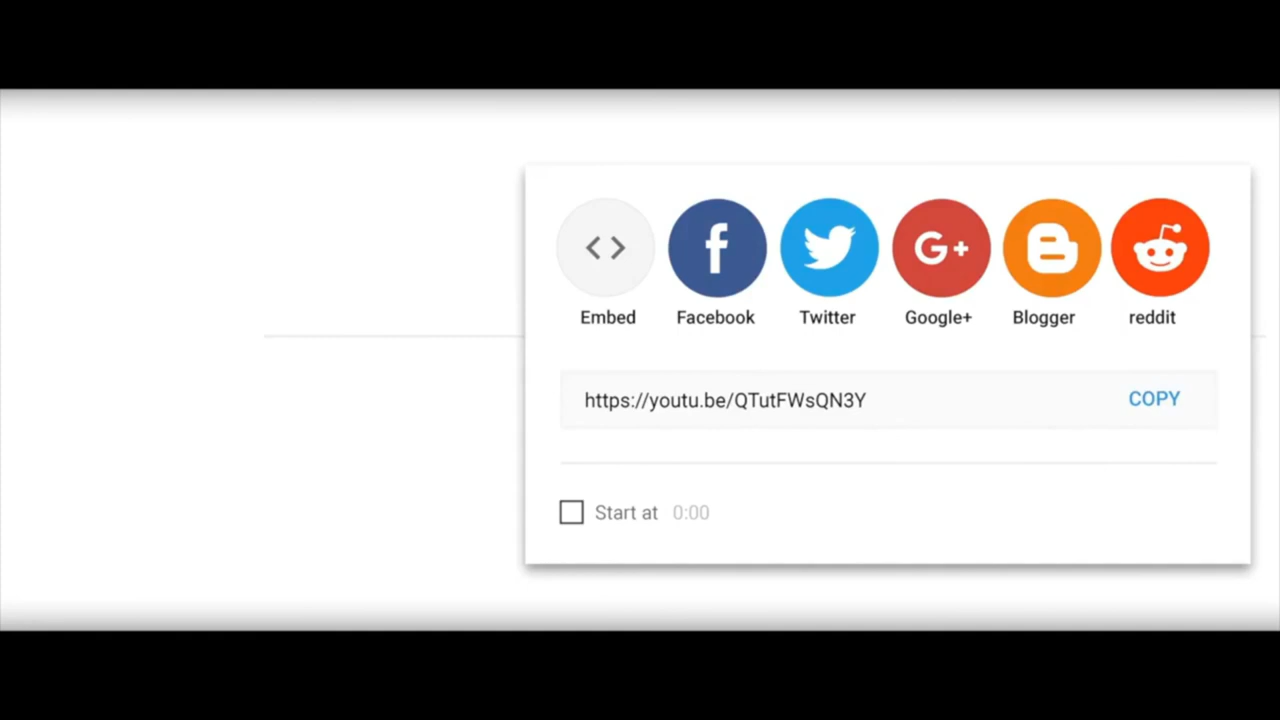 Embed Facebook Twitter Google+ Blogger reddit
https://youtu.be/QTutFWsQN3Y COPY
Start at 0:00